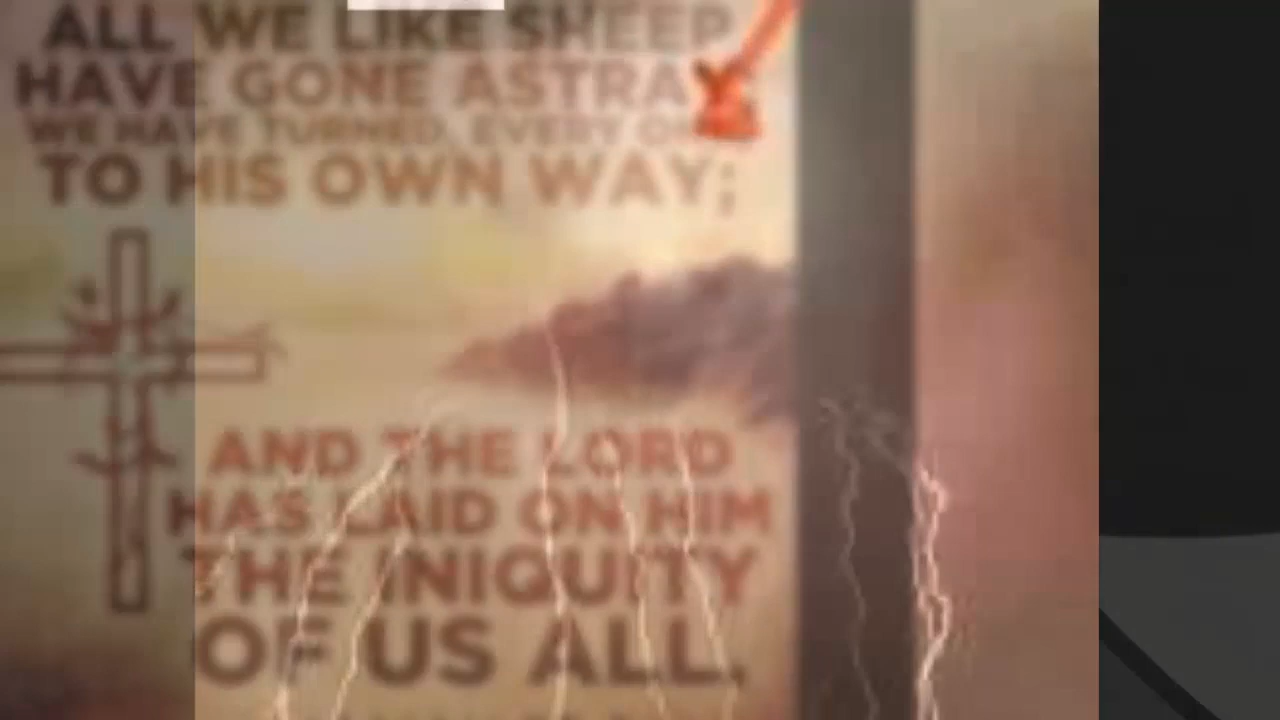 ALL WE LIKE SHEEP
HAVE GONE ASTRA
WE HAVE TURNED, EVERY
TO HIS OWN WAY;
AND THE LORD
HAS LAID ON HIM
THE INIQUITY
OF US ALL.